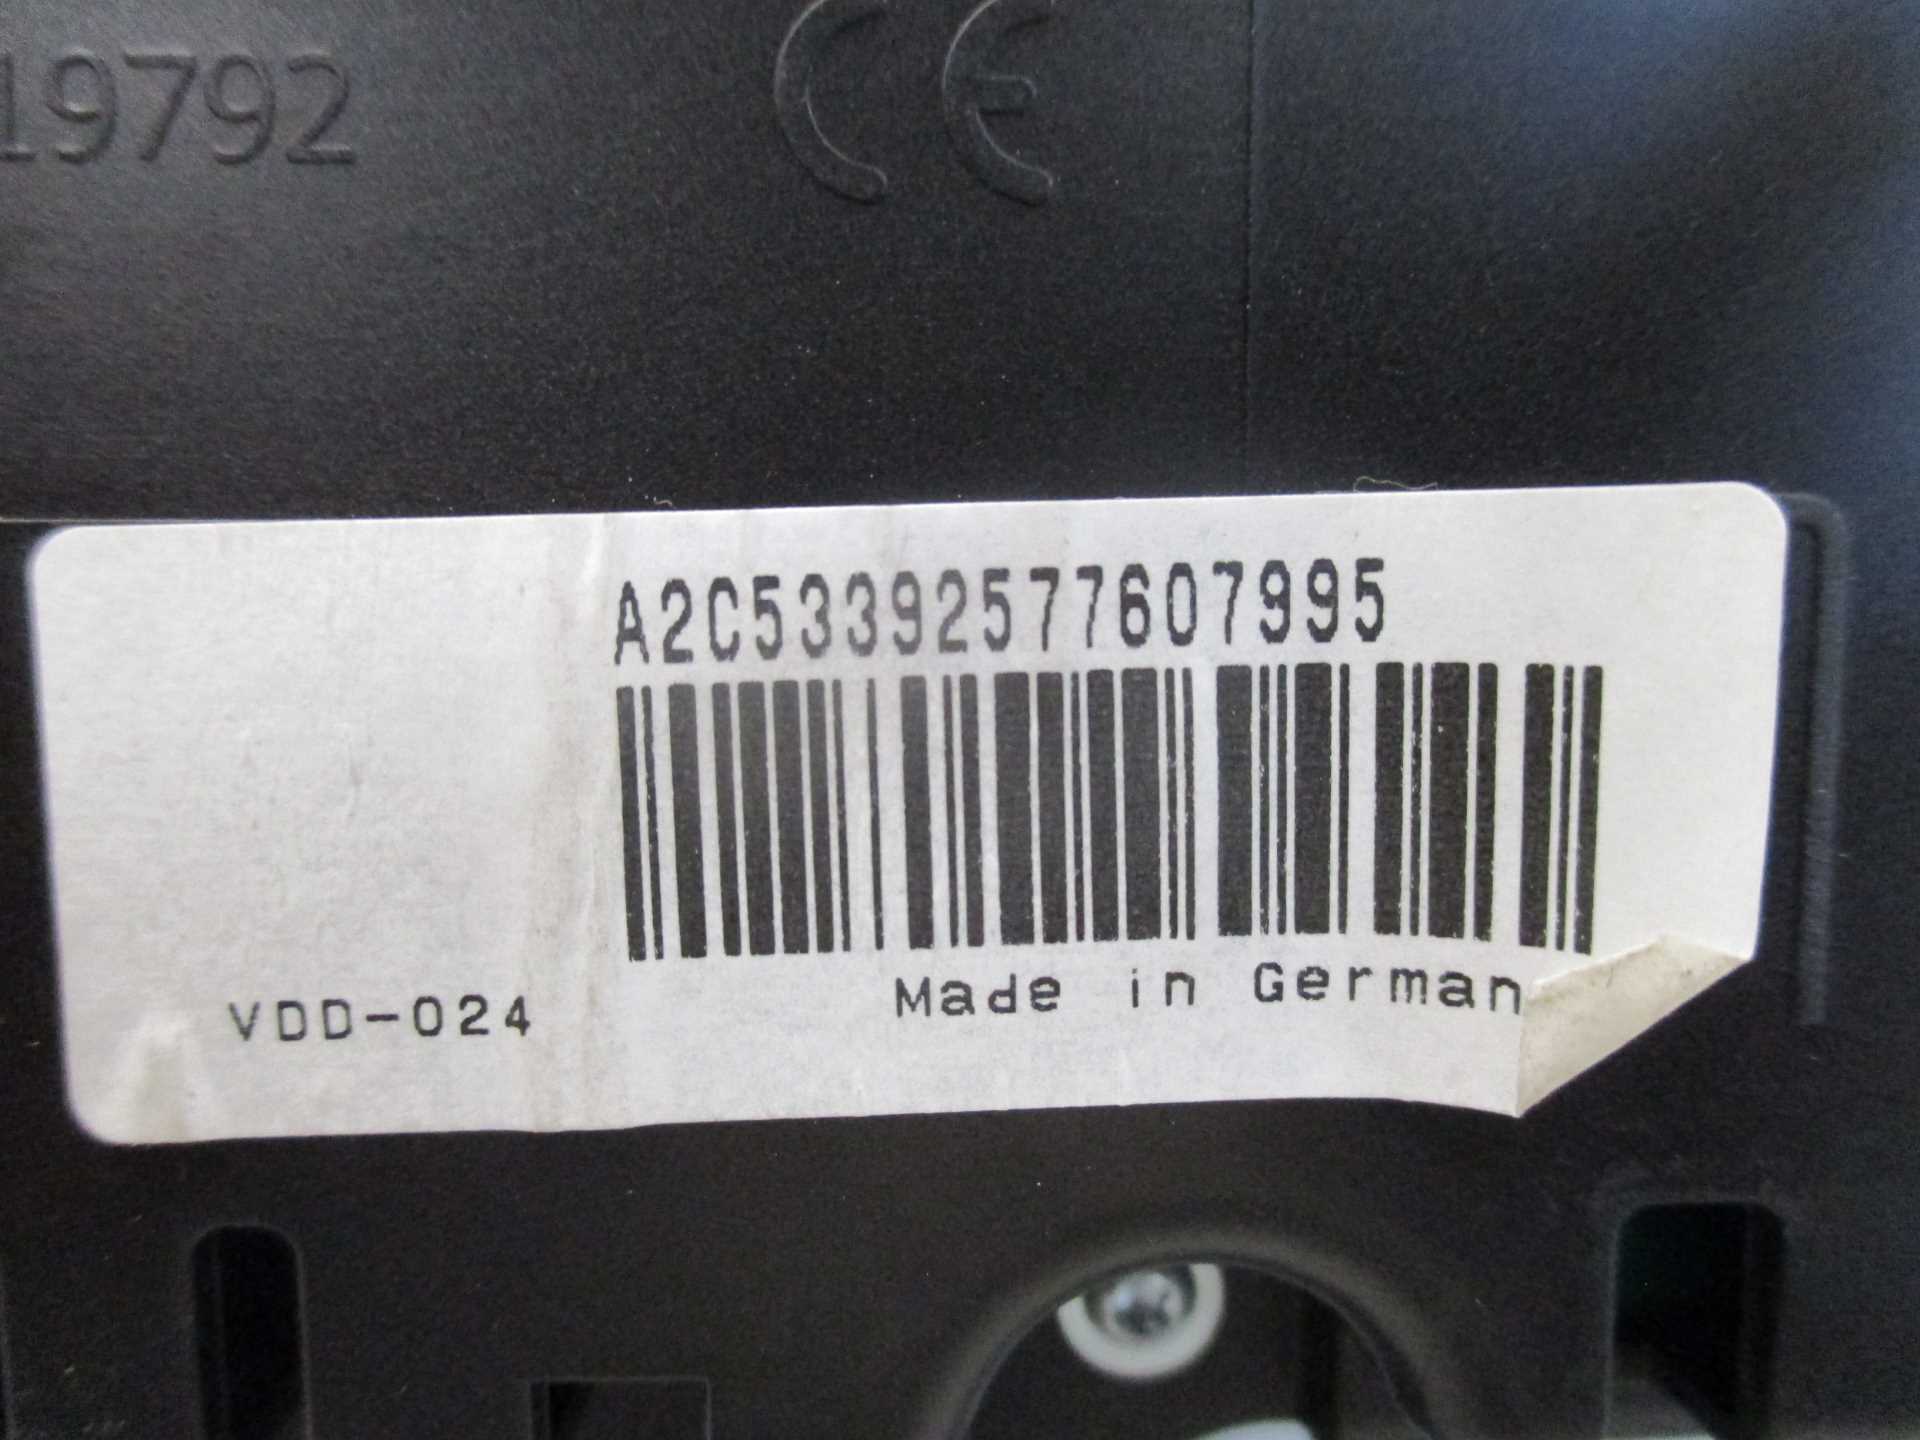 19792 CE
A2C53392577607995
VDD-024 Made in German